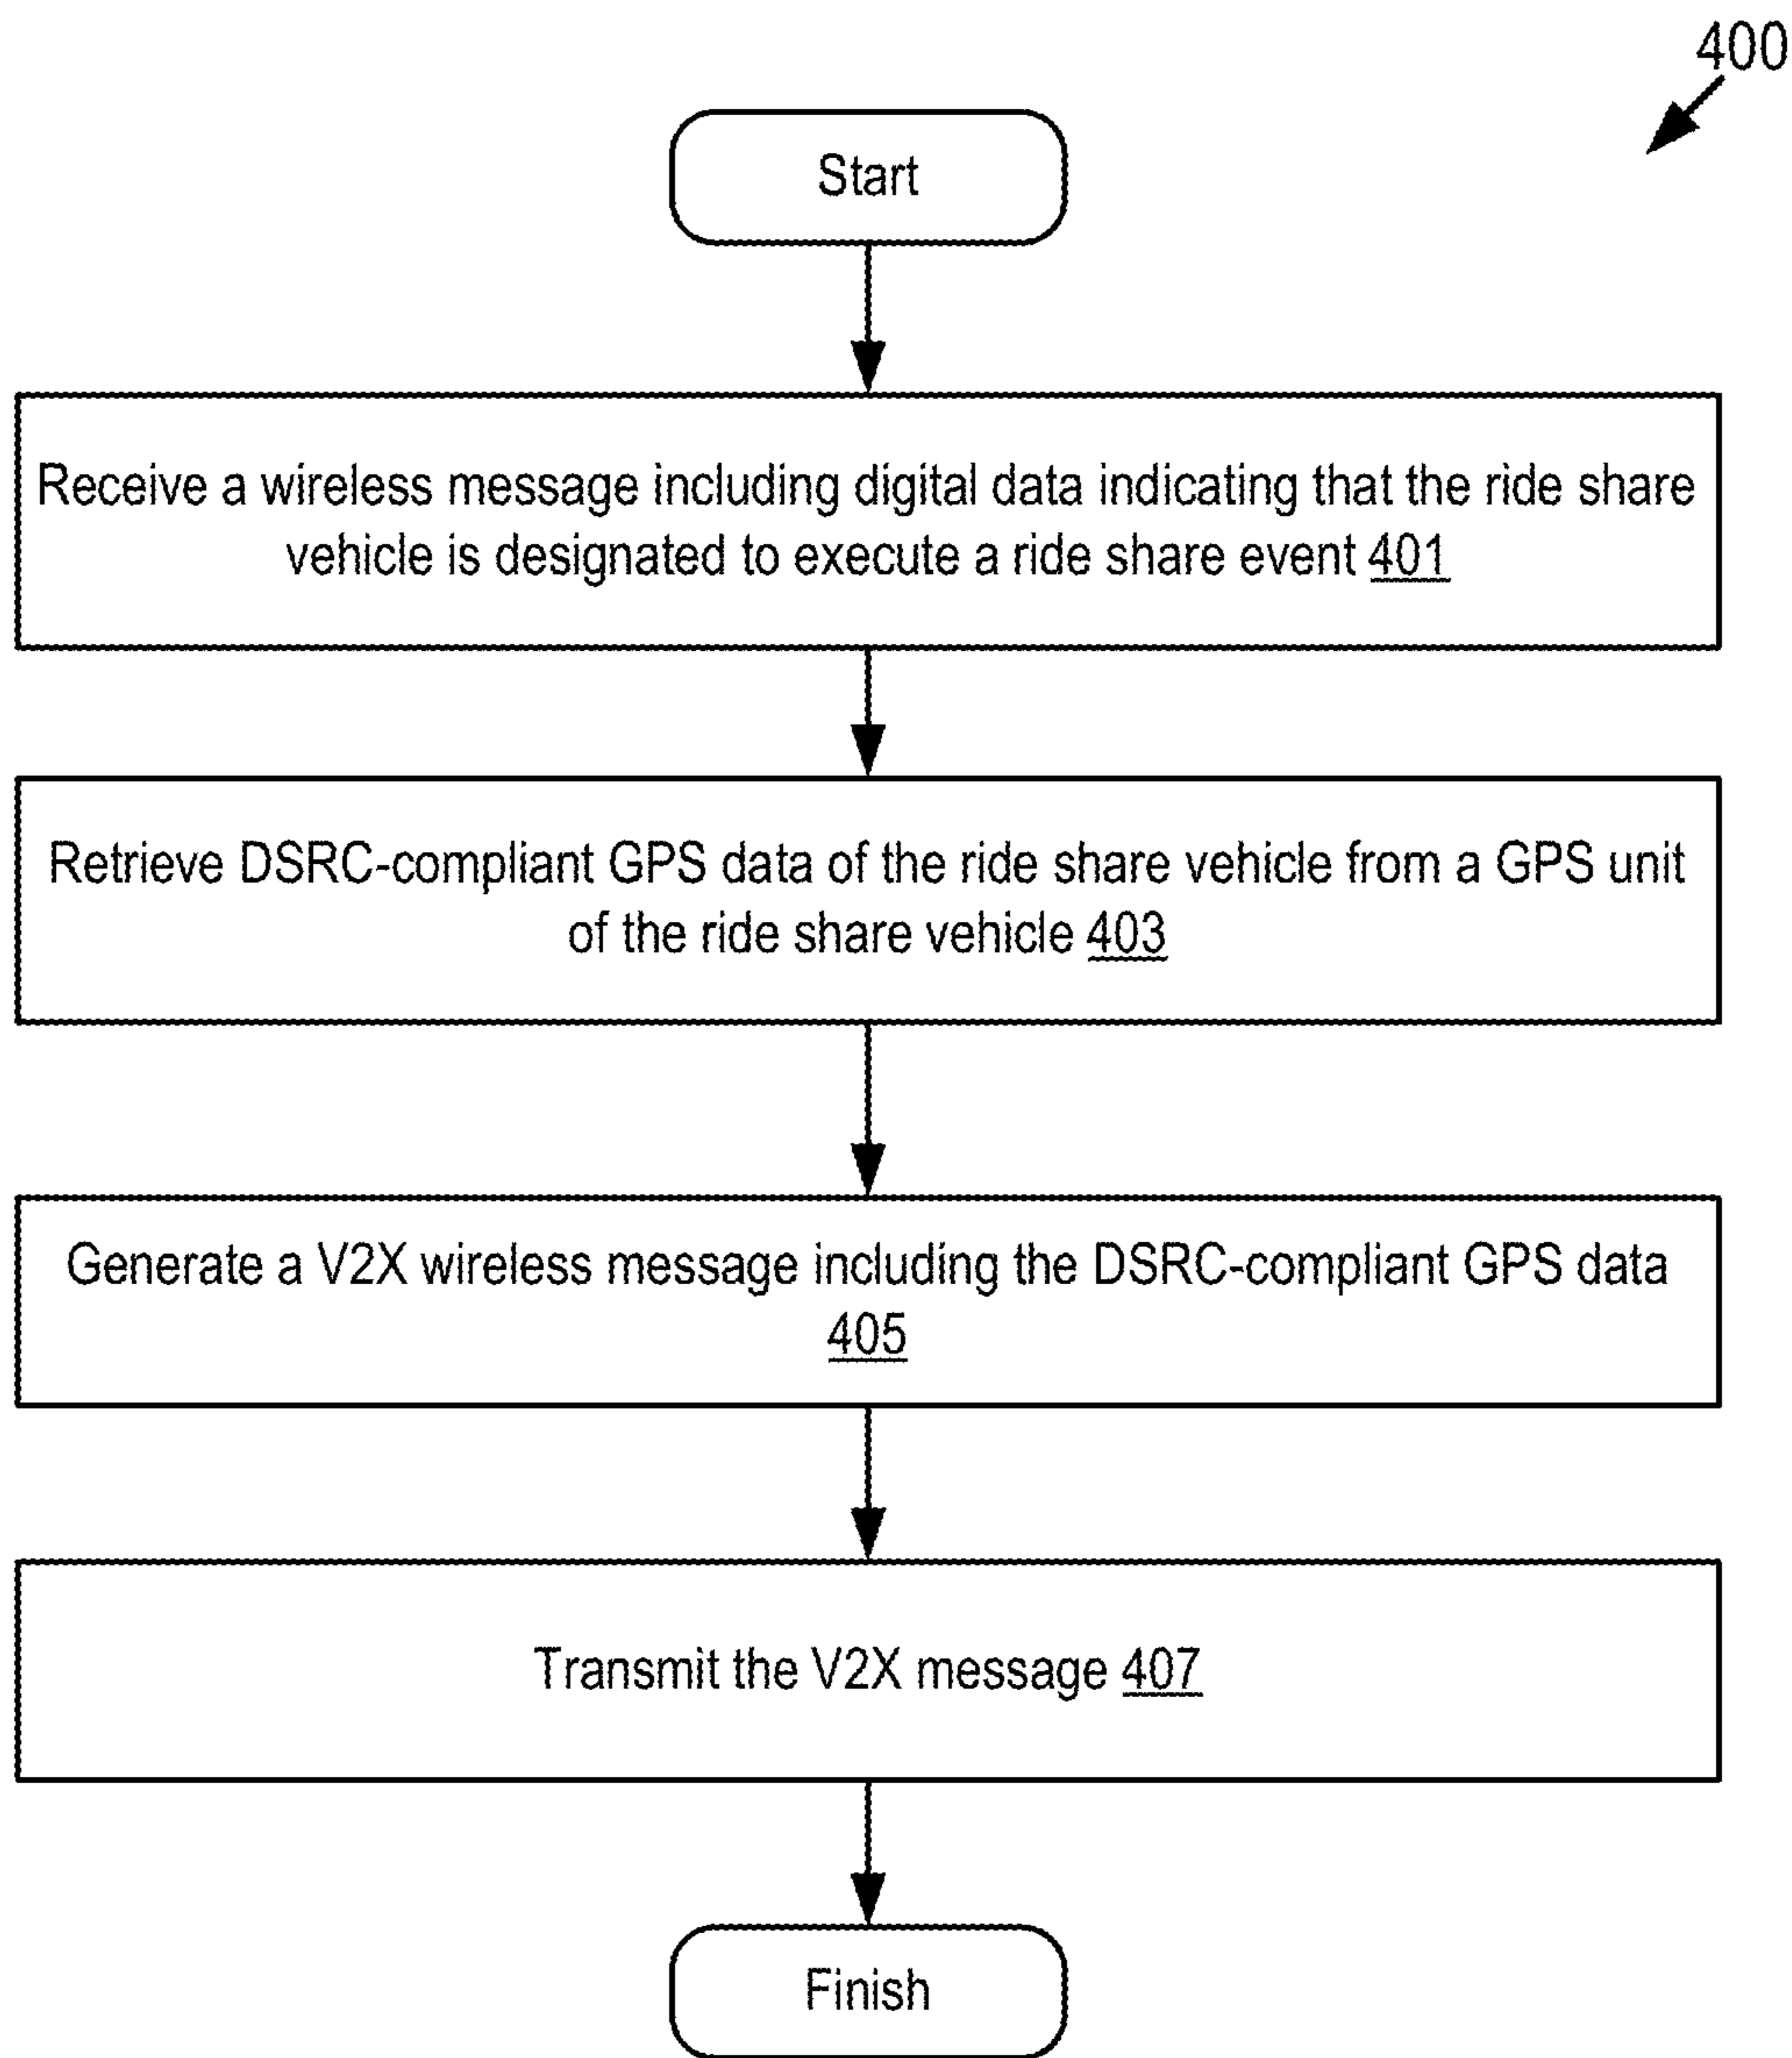 400
Start
Receive a wireless message including digital data indicating that the ride share
vehicle is designated to execute a ride share event 401
Retrieve DSRC-compliant GPS data of the ride share vehicle from a GPS unit
of the ride share vehicle 403
Generate a V2X wireless message including the DSRC-compliant GPS data
405
Transmit the V2X message 407
Finish